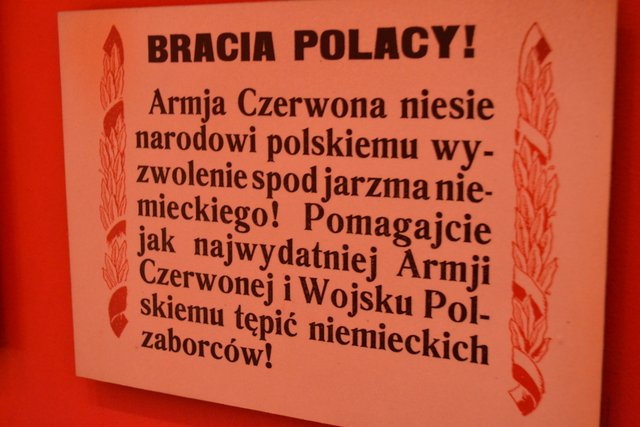 BRACIA POLACY!
Armja Czerwona niesie
narodowi polskiemu wy-
zwolenie spod jarzma nie-
mieckiego! Pomagajcie
jak najwydatniej Armji
Czerwonej i Wojsku Pol-
skiemu tępić niemieckich
zaborców!